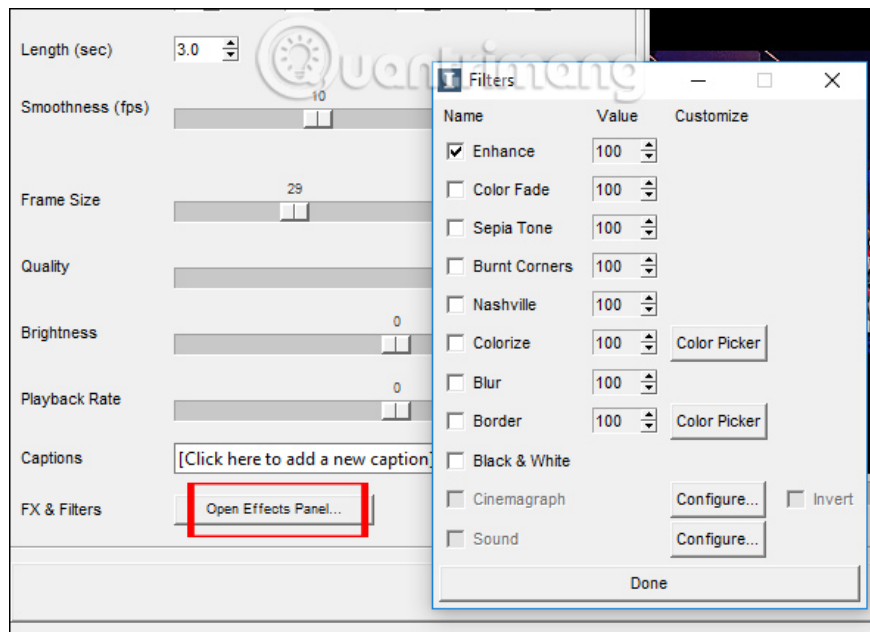 Length (sec)
3.0
Quantrimang
Smoothness (fps)
10
Frame Size
29
Quality
Brightness
0
Playback Rate
0
Captions
[Click here to add a new caption]
FX & Filters
Open Effects Panel...
Filters
Name Value Customize
Enhance 100
Color Fade 100
Sepia Tone 100
Burnt Corners 100
Nashville 100
Colorize 100 Color Picker
Blur 100
Border 100 Color Picker
Black & White
Cinemagraph Configure... Invert
Sound Configure...
Done